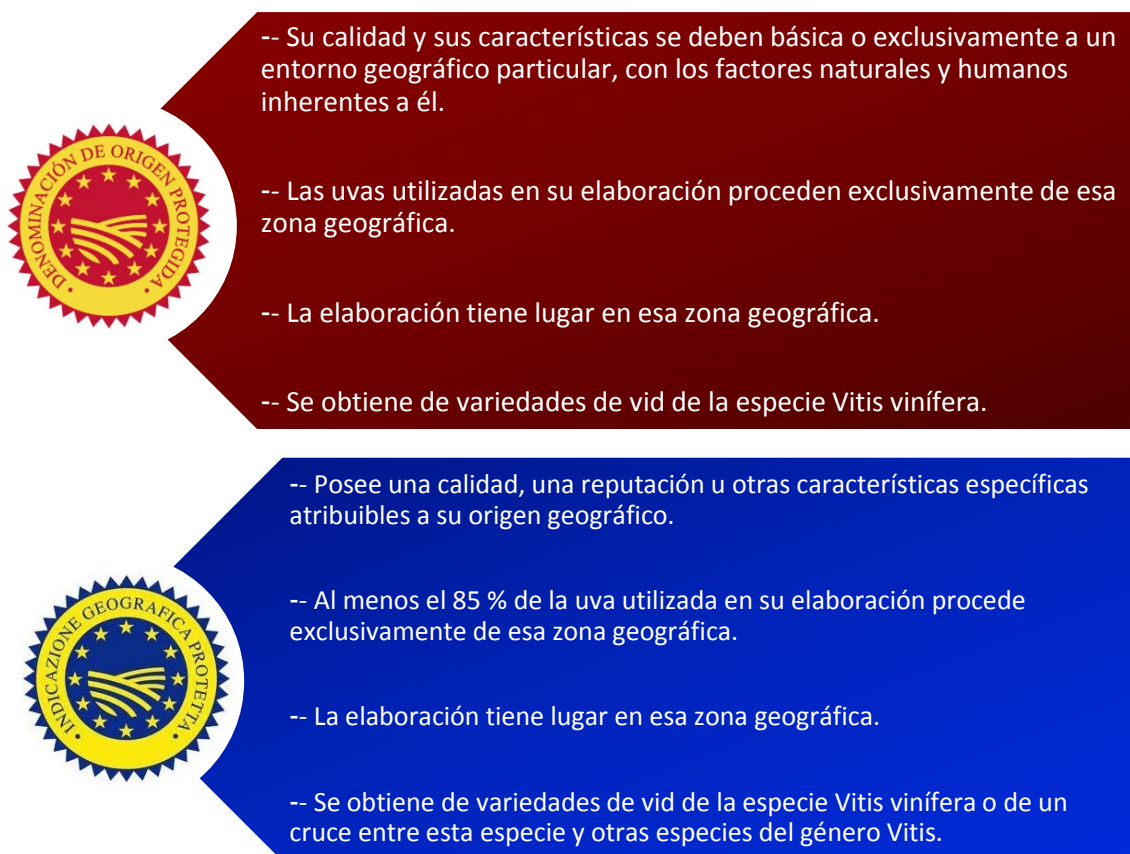 -- Su calidad y sus características se deben básica o exclusivamente a un
entorno geográfico particular, con los factores naturales y humanos
inherentes a él.
-- Las uvas utilizadas en su elaboración proceden exclusivamente de esa
zona geográfica.
-- La elaboración tiene lugar en esa zona geográfica.
-- Se obtiene de variedades de vid de la especie Vitis vinífera.
DENOMINACIÓN DE ORIGEN PROTEGIDA
-- Posee una calidad, una reputación u otras características específicas
atribuibles a su origen geográfico.
-- Al menos el 85 % de la uva utilizada en su elaboración procede
exclusivamente de esa zona geográfica.
-- La elaboración tiene lugar en esa zona geográfica.
-- Se obtiene de variedades de vid de la especie Vitis vinífera o de un
cruce entre esta especie y otras especies del género Vitis.
INDICAZIONE GEOGRAFICA PROTETTA